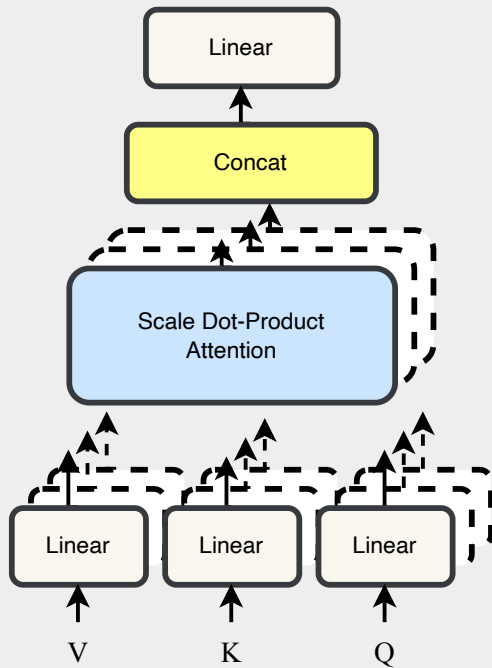 Linear
Concat
Scale Dot-Product
Attention
Linear
Linear
Linear
V
K
Q